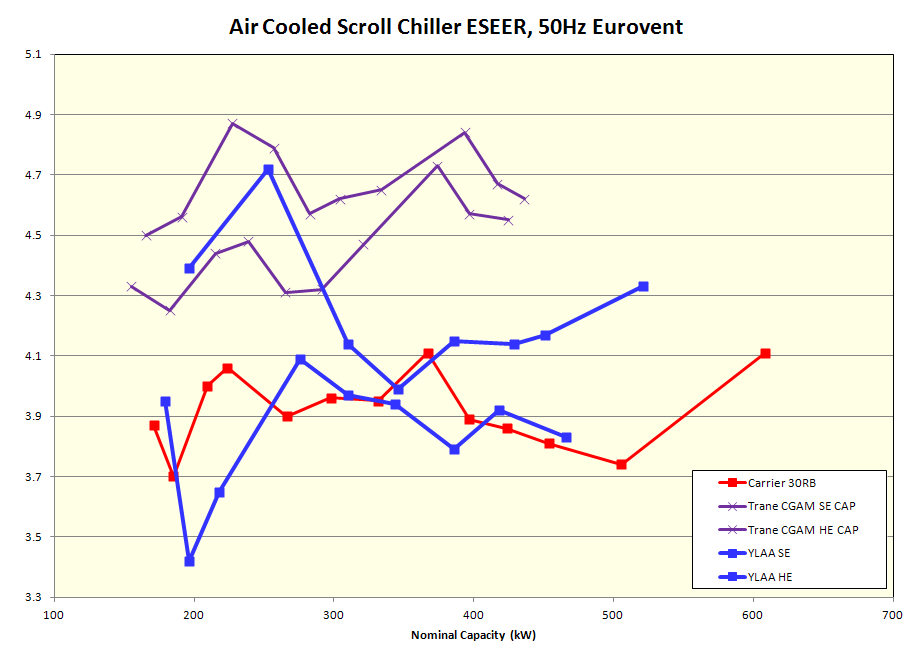 Air Cooled Scroll Chiller ESEER, 50Hz Eurovent
5.1
4.9
4.7
4.5
4.3
4.1
3.9
3.7
3.5
3.3
Carrier 30RB
Trane CGAM SE CAP
Trane CGAM HE CAP
YLAA SE
YLAA HE
100 200 300 400 500 600 700
Nominal Capacity (kW)